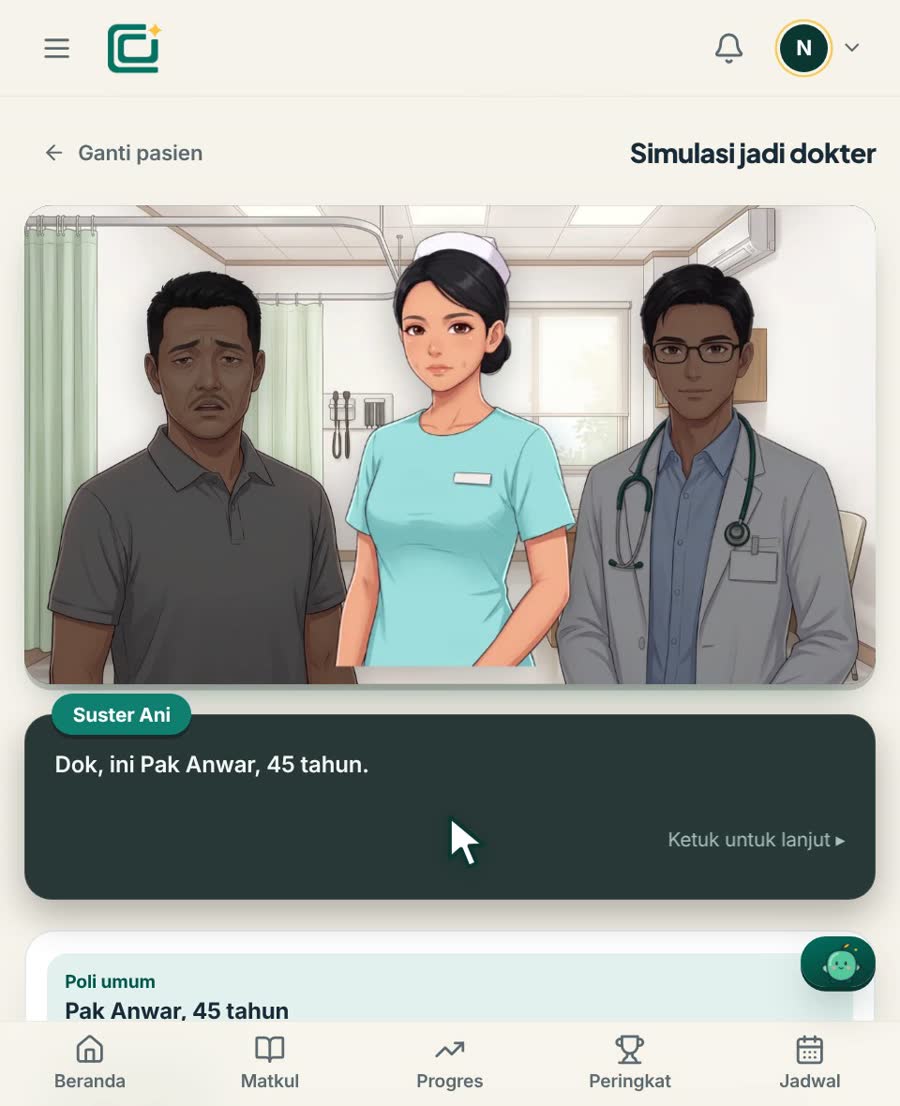 N
Ganti pasien
Simulasi jadi dokter
Suster Ani
Dok, ini Pak Anwar, 45 tahun.
Ketuk untuk lanjut ▸
Poli umum
Pak Anwar, 45 tahun
Beranda
Matkul
Progres
Peringkat
Jadwal